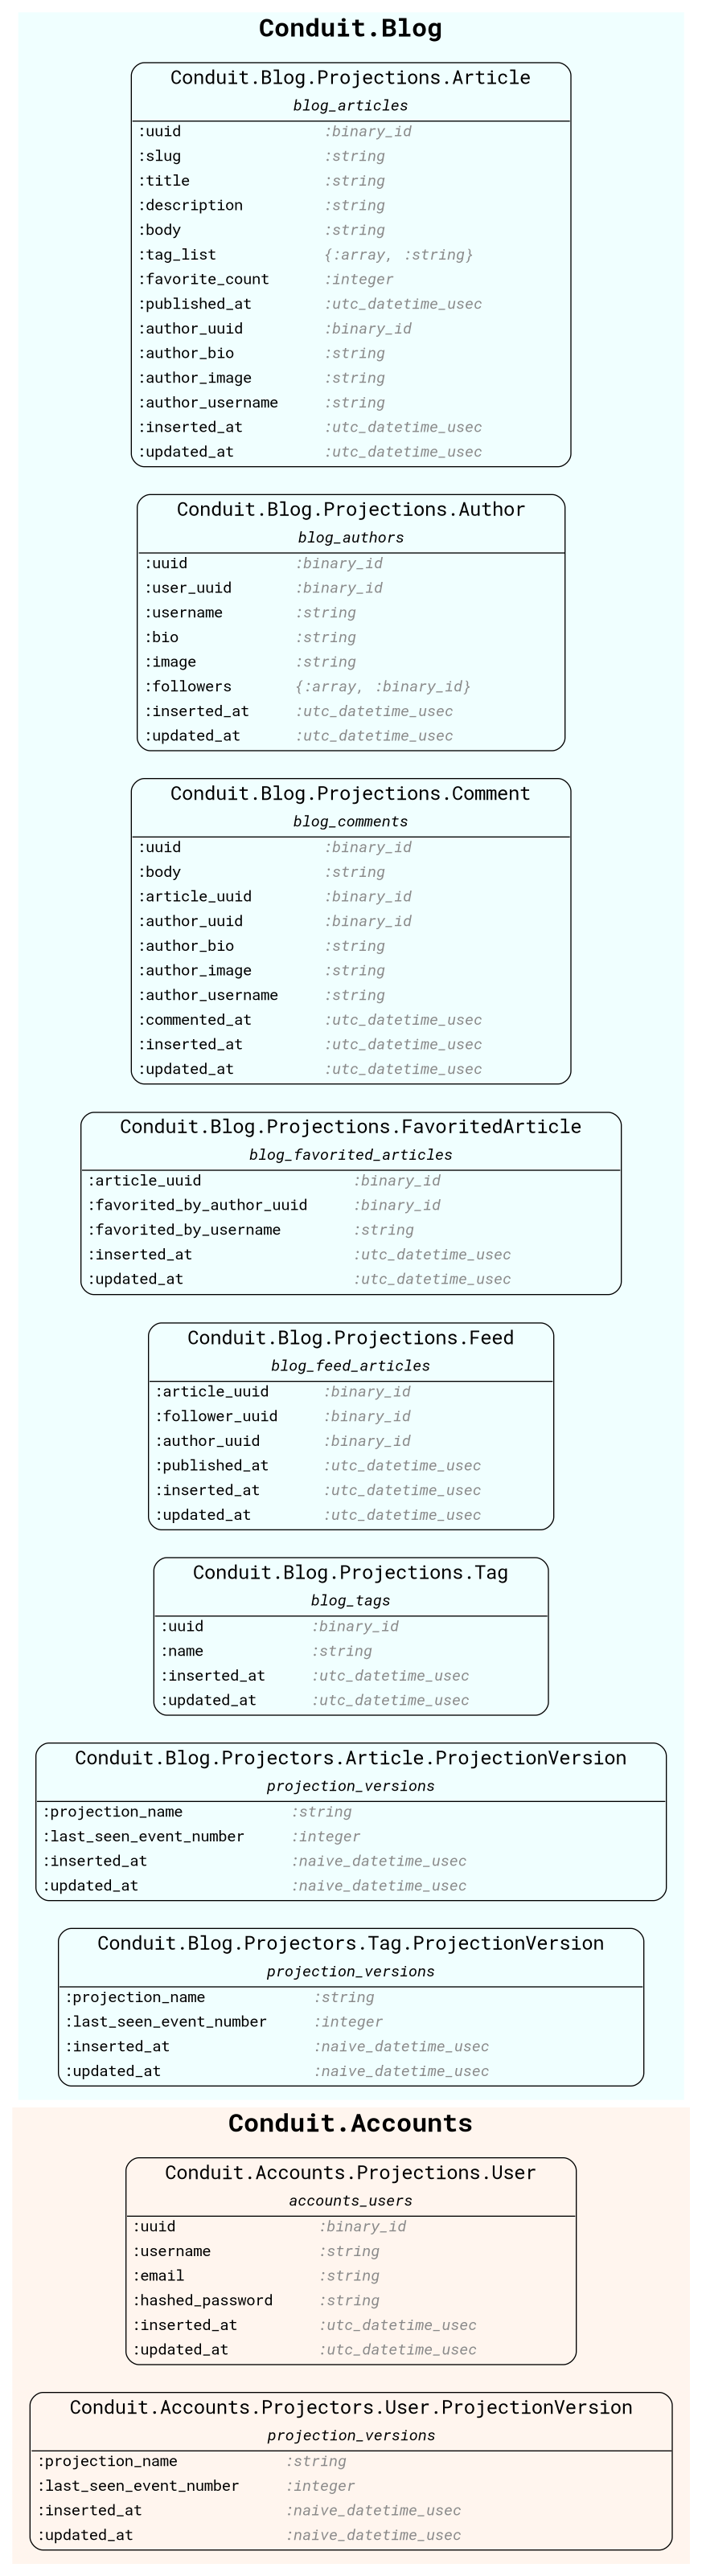 Conduit.Blog
Conduit.Blog.Projections.Article
blog_articles
:uuid :binary_id
:slug :string
:title :string
:description :string
:body :string
:tag_list {:array, :string}
:favorite_count :integer
:published_at :utc_datetime_usec
:author_uuid :binary_id
:author_bio :string
:author_image :string
:author_username :string
:inserted_at :utc_datetime_usec
:updated_at :utc_datetime_usec
Conduit.Blog.Projections.Author
blog_authors
:uuid :binary_id
:user_uuid :binary_id
:username :string
:bio :string
:image :string
:followers {:array, :binary_id}
:inserted_at :utc_datetime_usec
:updated_at :utc_datetime_usec
Conduit.Blog.Projections.Comment
blog_comments
:uuid :binary_id
:body :string
:article_uuid :binary_id
:author_uuid :binary_id
:author_bio :string
:author_image :string
:author_username :string
:commented_at :utc_datetime_usec
:inserted_at :utc_datetime_usec
:updated_at :utc_datetime_usec
Conduit.Blog.Projections.FavoritedArticle
blog_favorited_articles
:article_uuid :binary_id
:favorited_by_author_uuid :binary_id
:favorited_by_username :string
:inserted_at :utc_datetime_usec
:updated_at :utc_datetime_usec
Conduit.Blog.Projections.Feed
blog_feed_articles
:article_uuid :binary_id
:follower_uuid :binary_id
:author_uuid :binary_id
:published_at :utc_datetime_usec
:inserted_at :utc_datetime_usec
:updated_at :utc_datetime_usec
Conduit.Blog.Projections.Tag
blog_tags
:uuid :binary_id
:name :string
:inserted_at :utc_datetime_usec
:updated_at :utc_datetime_usec
Conduit.Blog.Projectors.Article.ProjectionVersion
projection_versions
:projection_name :string
:last_seen_event_number :integer
:inserted_at :naive_datetime_usec
:updated_at :naive_datetime_usec
Conduit.Blog.Projectors.Tag.ProjectionVersion
projection_versions
:projection_name :string
:last_seen_event_number :integer
:inserted_at :naive_datetime_usec
:updated_at :naive_datetime_usec
Conduit.Accounts
Conduit.Accounts.Projections.User
accounts_users
:uuid :binary_id
:username :string
:email :string
:hashed_password :string
:inserted_at :utc_datetime_usec
:updated_at :utc_datetime_usec
Conduit.Accounts.Projectors.User.ProjectionVersion
projection_versions
:projection_name :string
:last_seen_event_number :integer
:inserted_at :naive_datetime_usec
:updated_at :naive_datetime_usec